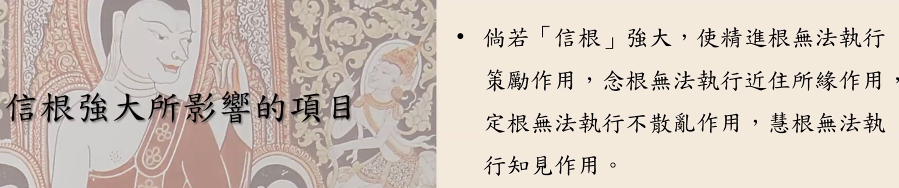 信根強大所影響的項目
• 倘若「信根」強大，使精進根無法執行
策勵作用，念根無法執行近住所緣作用，
定根無法執行不散亂作用，慧根無法執
行知見作用。